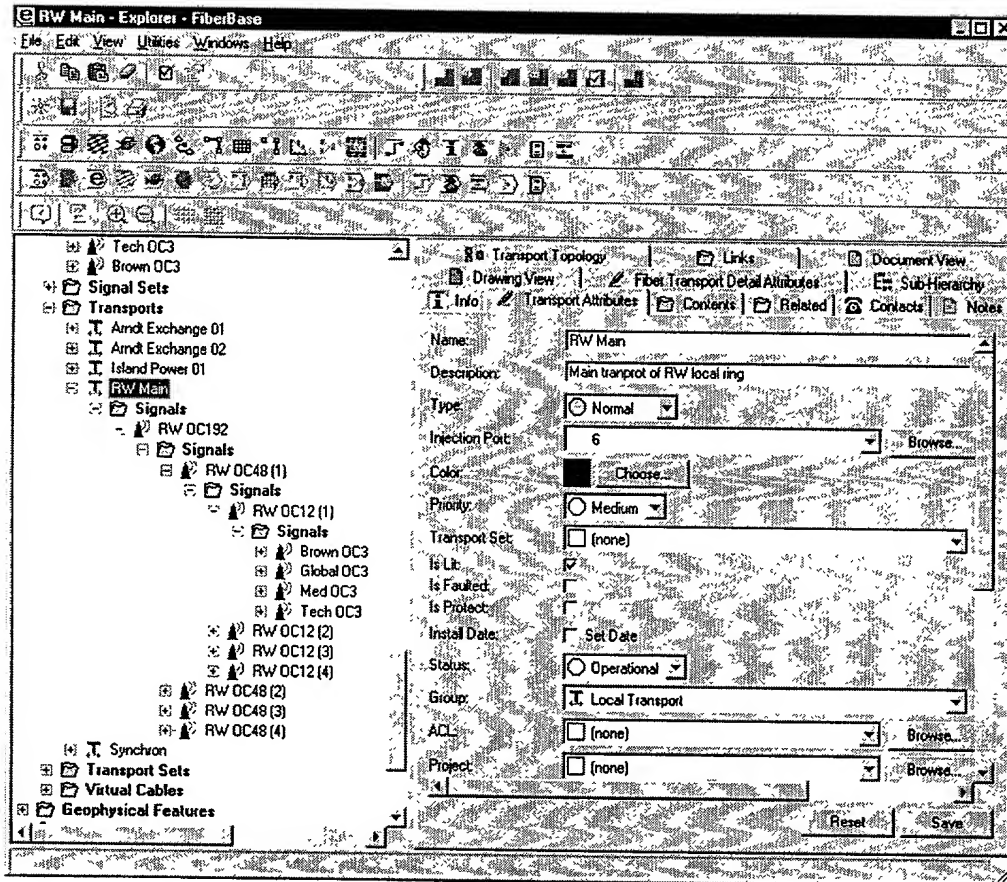 RW Main - Explorer - FiberBase
File Edit View Utilities Windows Help
Tech OC3
Brown OC3
Signal Sets
Transports
Arndt Exchange 01
Arndt Exchange 02
Island Power 01
RW Main
Signals
RW OC192
Signals
RW OC48 (1)
Signals
RW OC12 (1)
Signals
Brown OC3
Global OC3
Med OC3
Tech OC3
RW OC12 (2)
RW OC12 (3)
RW OC12 (4)
RW OC48 (2)
RW OC48 (3)
RW OC48 (4)
Synchron
Transport Sets
Virtual Cables
Geophysical Features
Transport Topology Links Document View
Drawing View Fiber Transport Detail Attributes Sub-Hierarchy
Info Transport Attributes Contents Related Contacts Notes
Name: RW Main
Description: Main tranprot of RW local ring
Type: Normal
Injection Port: 6 Browse...
Color: Choose...
Priority: Medium
Transport Set: (none)
Is Lit:
Is Faulted:
Is Protect:
Install Date: Set Date
Status: Operational
Group: Local Transport
ACL: (none) Browse...
Project: (none) Browse...
Reset Save